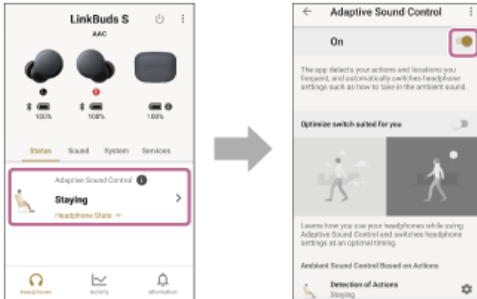 LinkBuds S
AAC
L
R
100%
100%
100%
Status Sound System Services
Adaptive Sound Control
Staying
Headphone State
Headphones Activity Information
Adaptive Sound Control
On
The app detects your actions and locations you
frequent, and automatically switches headphone
settings such as how to take in the ambient sound.
Optimize switch suited for you
Learns how you use your headphones while using
Adaptive Sound Control and switches headphone
settings at an optimal timing.
Ambient Sound Control Based on Actions
Detection of Actions
Staying